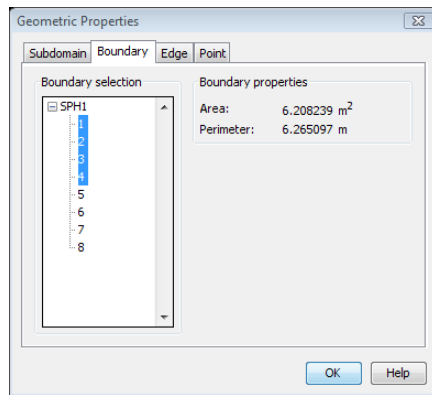 Geometric Properties
Subdomain Boundary Edge Point
Boundary selection
SPH1
1
2
3
4
5
6
7
8
Boundary properties
Area: 6.208239 m²
Perimeter: 6.265097 m
OK Help